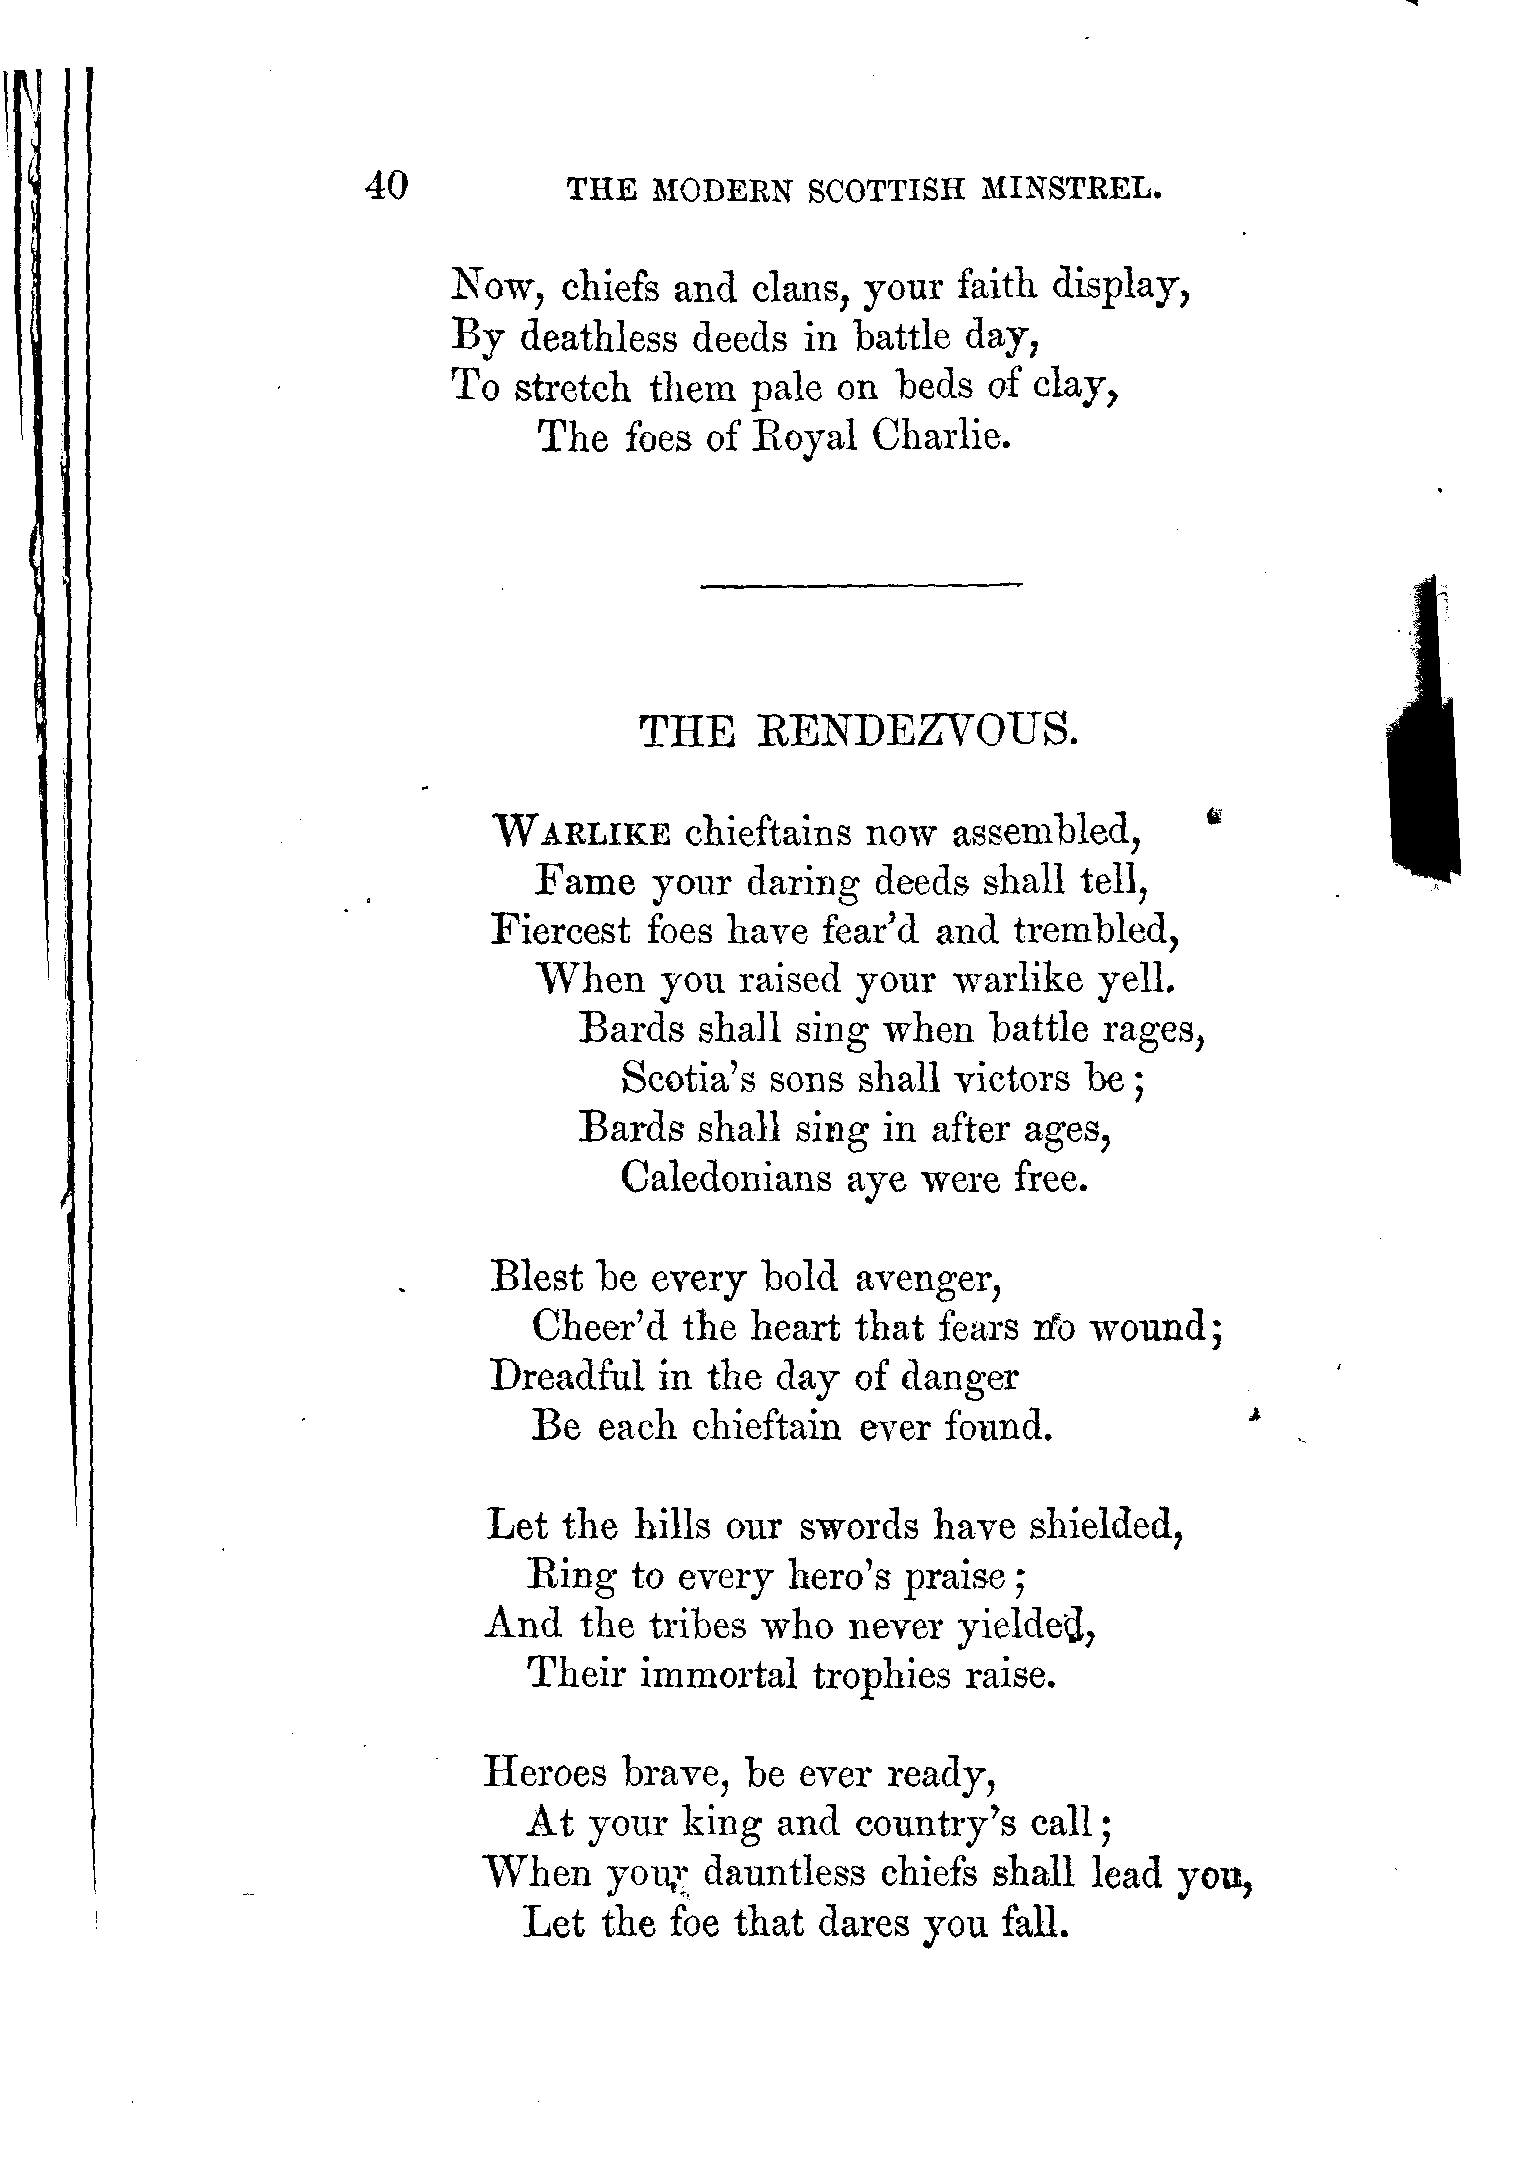 40 THE MODERN SCOTTISH MINSTREL.
Now, chiefs and clans, your faith display,
By deathless deeds in battle day,
To stretch them pale on beds of clay,
The foes of Royal Charlie.
THE RENDEZVOUS.
WARLIKE chieftains now assembled,
Fame your daring deeds shall tell,
Fiercest foes have fear'd and trembled,
When you raised your warlike yell.
Bards shall sing when battle rages,
Scotia's sons shall victors be;
Bards shall sing in after ages,
Caledonians aye were free.
Blest be every bold avenger,
Cheer'd the heart that fears no wound;
Dreadful in the day of danger
Be each chieftain ever found.
Let the hills our swords have shielded,
Ring to every hero's praise;
And the tribes who never yielded,
Their immortal trophies raise.
Heroes brave, be ever ready,
At your king and country's call;
When your dauntless chiefs shall lead you,
Let the foe that dares you fall.